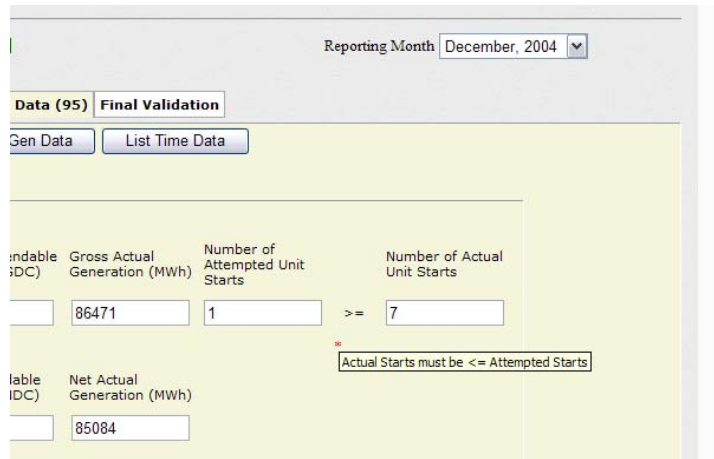 Reporting Month December, 2004
Data (95) Final Validation
Gen Data List Time Data
Number of
endable Gross Actual Attempted Unit Number of Actual
GDC) Generation (MWh) Starts Unit Starts
86471 1 >= 7
*
Actual Starts must be <= Attempted Starts
lable Net Actual
NDC) Generation (MWh)
85084